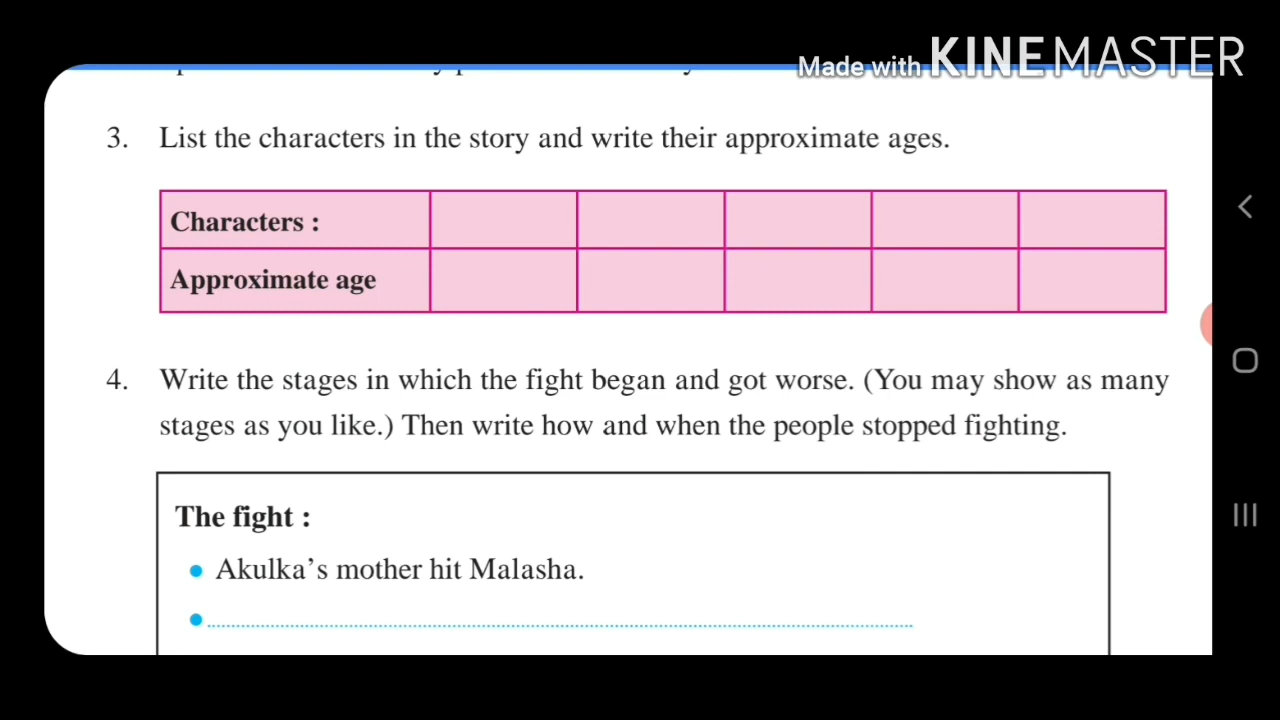 Made with KINEMASTER
3. List the characters in the story and write their approximate ages.
Characters :
Approximate age
4. Write the stages in which the fight began and got worse. (You may show as many
stages as you like.) Then write how and when the people stopped fighting.
The fight :
• Akulka’s mother hit Malasha.
•